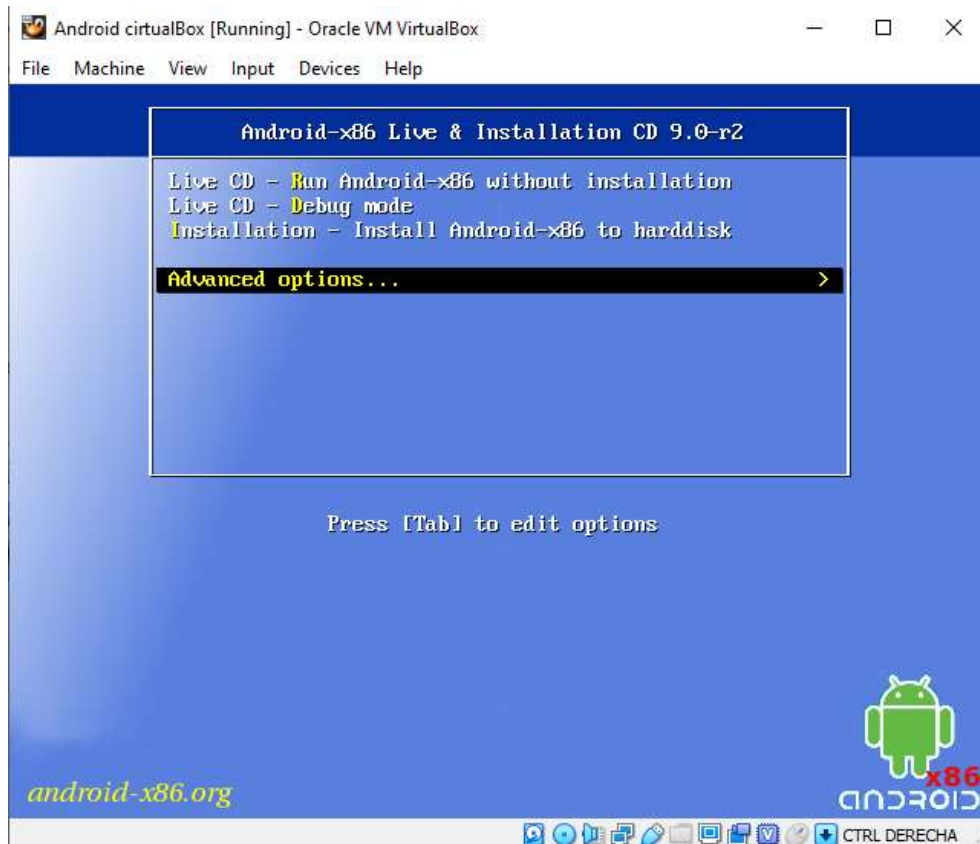 Android cirtualBox [Running] - Oracle VM VirtualBox
File Machine View Input Devices Help
Android-x86 Live & Installation CD 9.0-r2
Live CD - Run Android-x86 without installation
Live CD - Debug mode
Installation - Install Android-x86 to harddisk
Advanced options... >
Press [Tab] to edit options
x86
android-x86.org
ANDROID
CTRL DERECHA